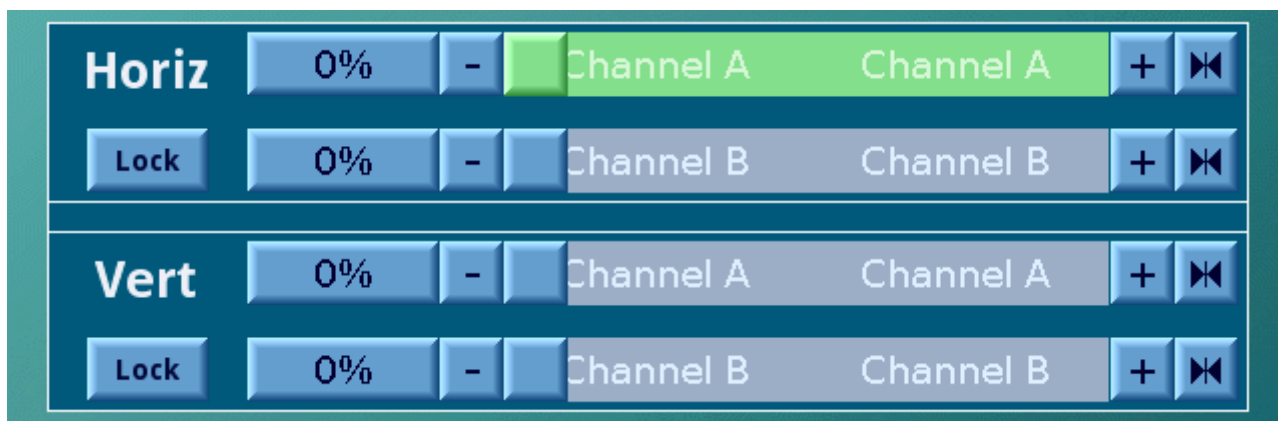 Horiz 0% - Channel A Channel A +
Lock 0% - Channel B Channel B +
Vert 0% - Channel A Channel A +
Lock 0% - Channel B Channel B +